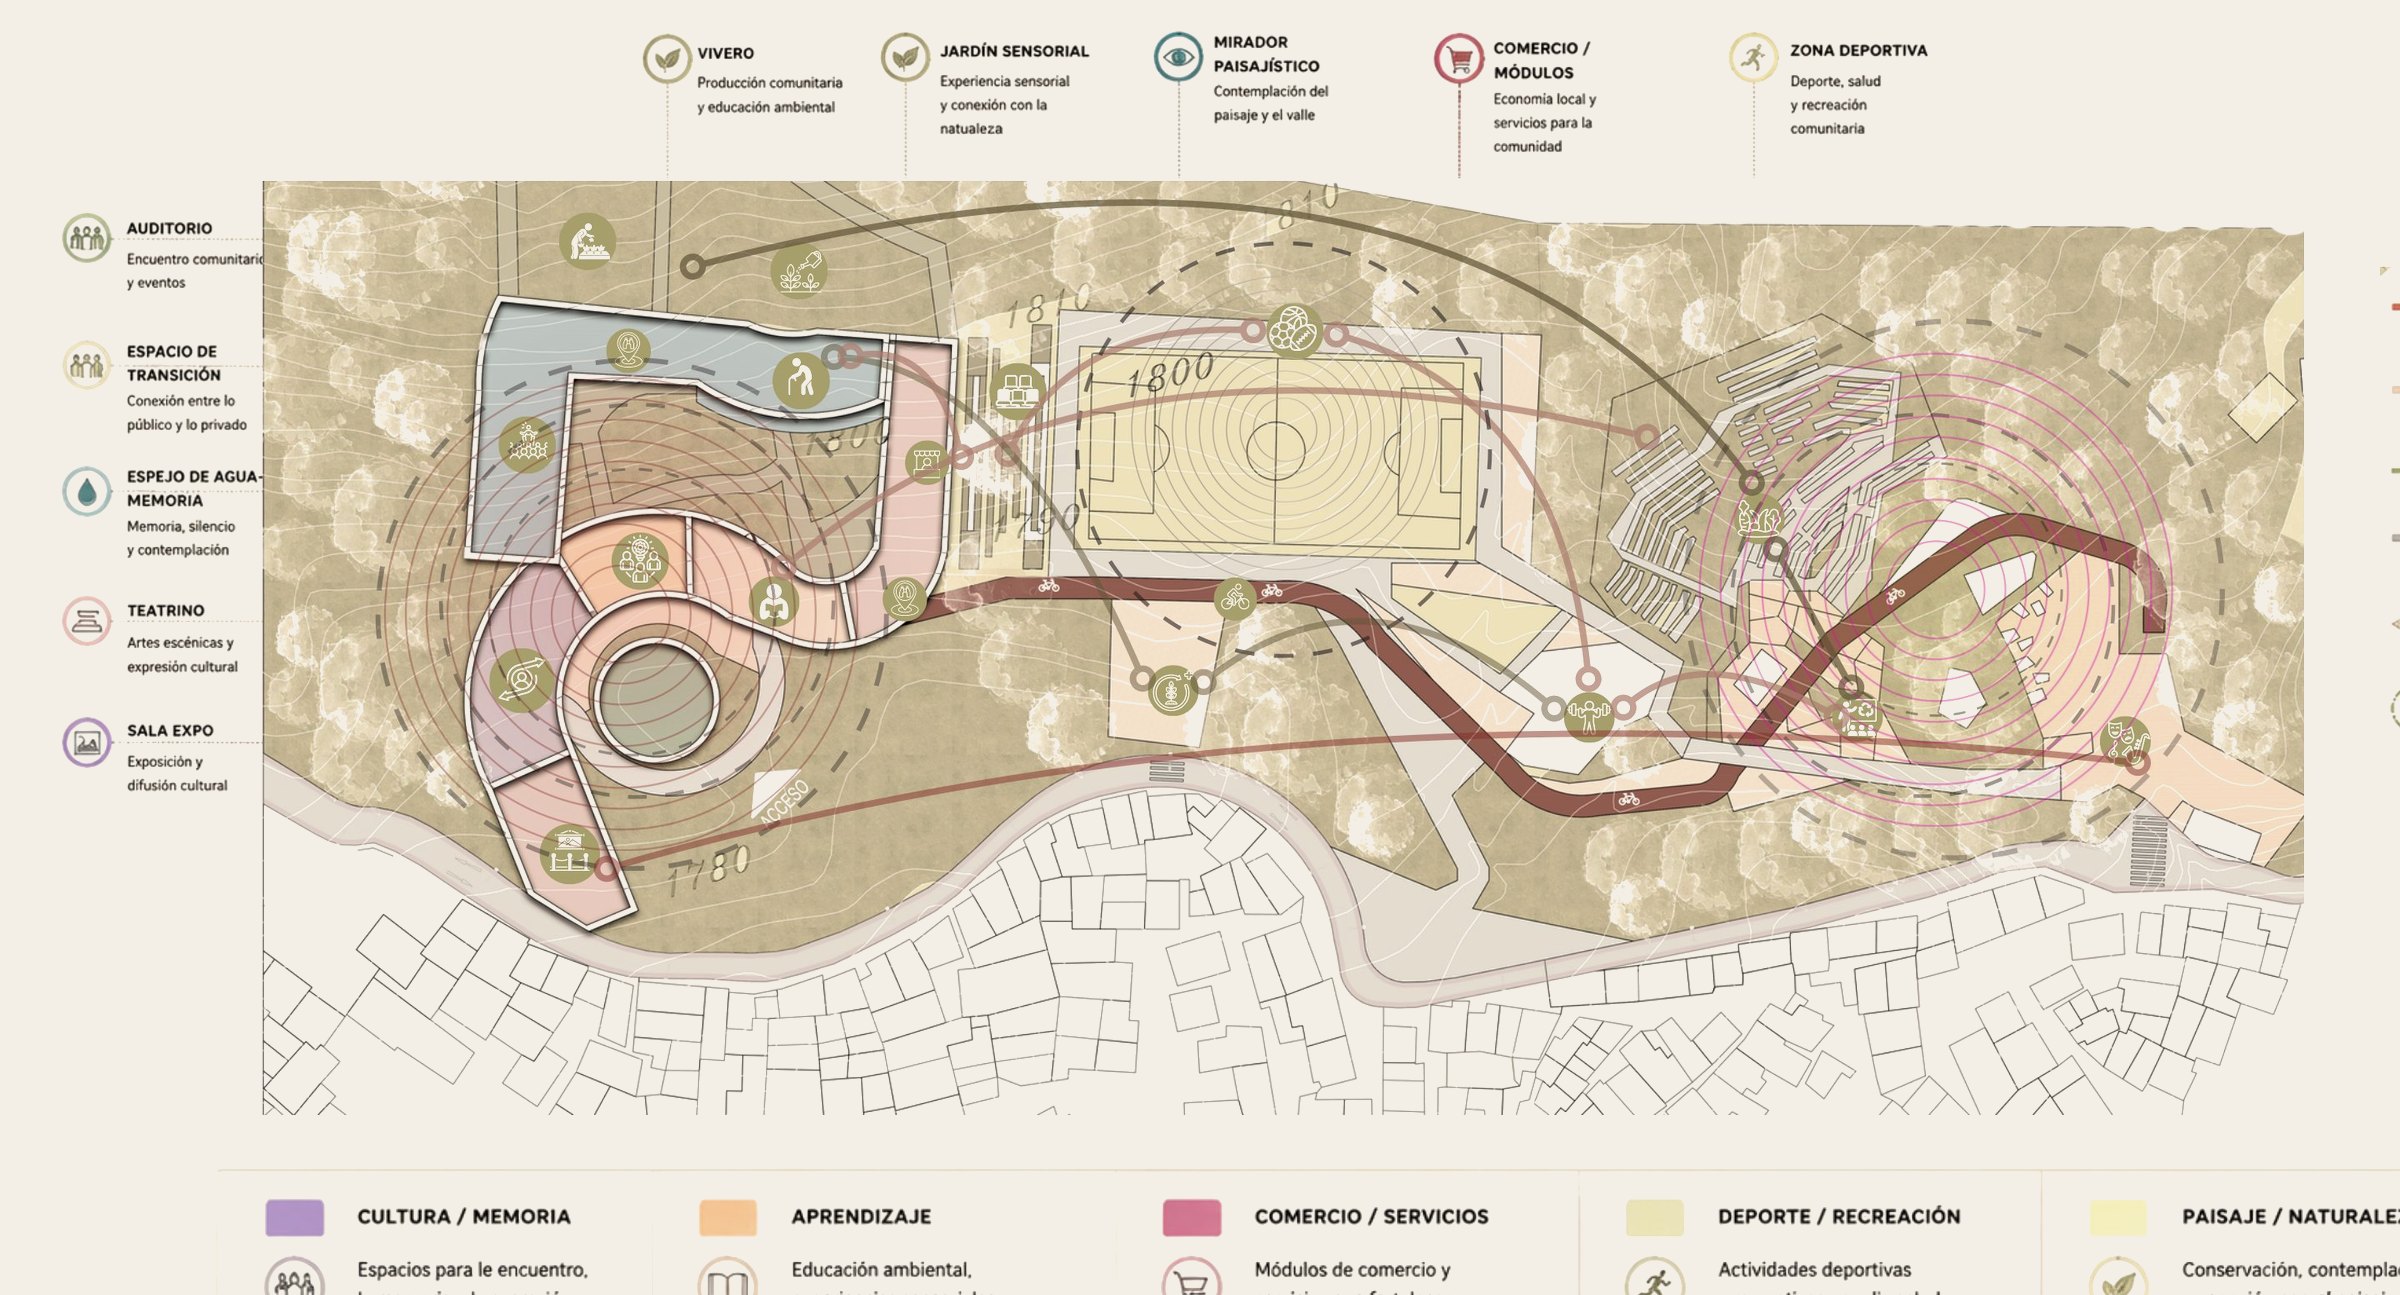 VIVERO
Producción comunitaria
y educación ambiental
JARDÍN SENSORIAL
Experiencia sensorial
y conexión con la
natualeza
MIRADOR
PAISAJÍSTICO
Contemplación del
paisaje y el valle
COMERCIO /
MÓDULOS
Economía local y
servicios para la
comunidad
ZONA DEPORTIVA
Deporte, salud
y recreación
comunitaria
AUDITORIO
Encuentro comunitario
y eventos
ESPACIO DE
TRANSICIÓN
Conexión entre lo
público y lo privado
ESPEJO DE AGUA-
MEMORIA
Memoria, silencio
y contemplación
TEATRINO
Artes escénicas y
expresión cultural
SALA EXPO
Exposición y
difusión cultural
810
1810
1800
1800
1790
ACCESO
1780
CULTURA / MEMORIA
Espacios para le encuentro,
APRENDIZAJE
Educación ambiental,
COMERCIO / SERVICIOS
Módulos de comercio y
DEPORTE / RECREACIÓN
Actividades deportivas
PAISAJE / NATURALEZ
Conservación, contempla